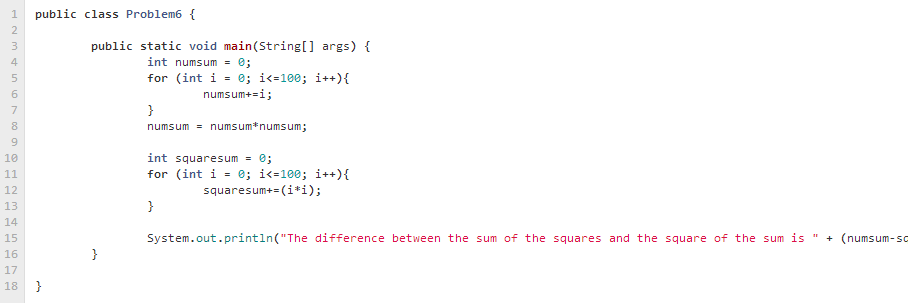 1 public class Problem6 {
2
3 public static void main(String[] args) {
4 int numsum = 0;
5 for (int i = 0; i<=100; i++){
6 numsum+=i;
7 }
8 numsum = numsum*numsum;
9
10 int squaresum = 0;
11 for (int i = 0; i<=100; i++){
12 squaresum+=(i*i);
13 }
14
15 System.out.println("The difference between the sum of the squares and the square of the sum is " + (numsum-sq
16 }
17
18 }